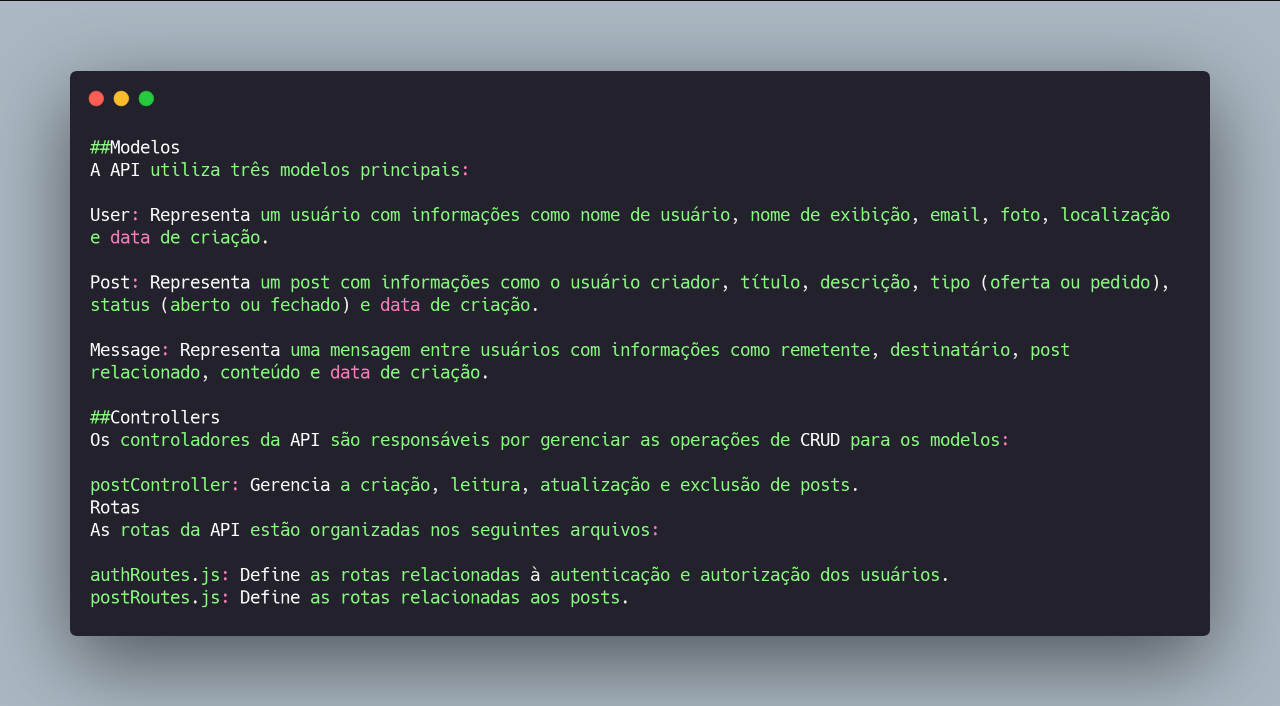 ##Modelos
A API utiliza três modelos principais:
User: Representa um usuário com informações como nome de usuário, nome de exibição, email, foto, localização
e data de criação.
Post: Representa um post com informações como o usuário criador, título, descrição, tipo (oferta ou pedido),
status (aberto ou fechado) e data de criação.
Message: Representa uma mensagem entre usuários com informações como remetente, destinatário, post
relacionado, conteúdo e data de criação.
##Controllers
Os controladores da API são responsáveis por gerenciar as operações de CRUD para os modelos:
postController: Gerencia a criação, leitura, atualização e exclusão de posts.
Rotas
As rotas da API estão organizadas nos seguintes arquivos:
authRoutes.js: Define as rotas relacionadas à autenticação e autorização dos usuários.
postRoutes.js: Define as rotas relacionadas aos posts.